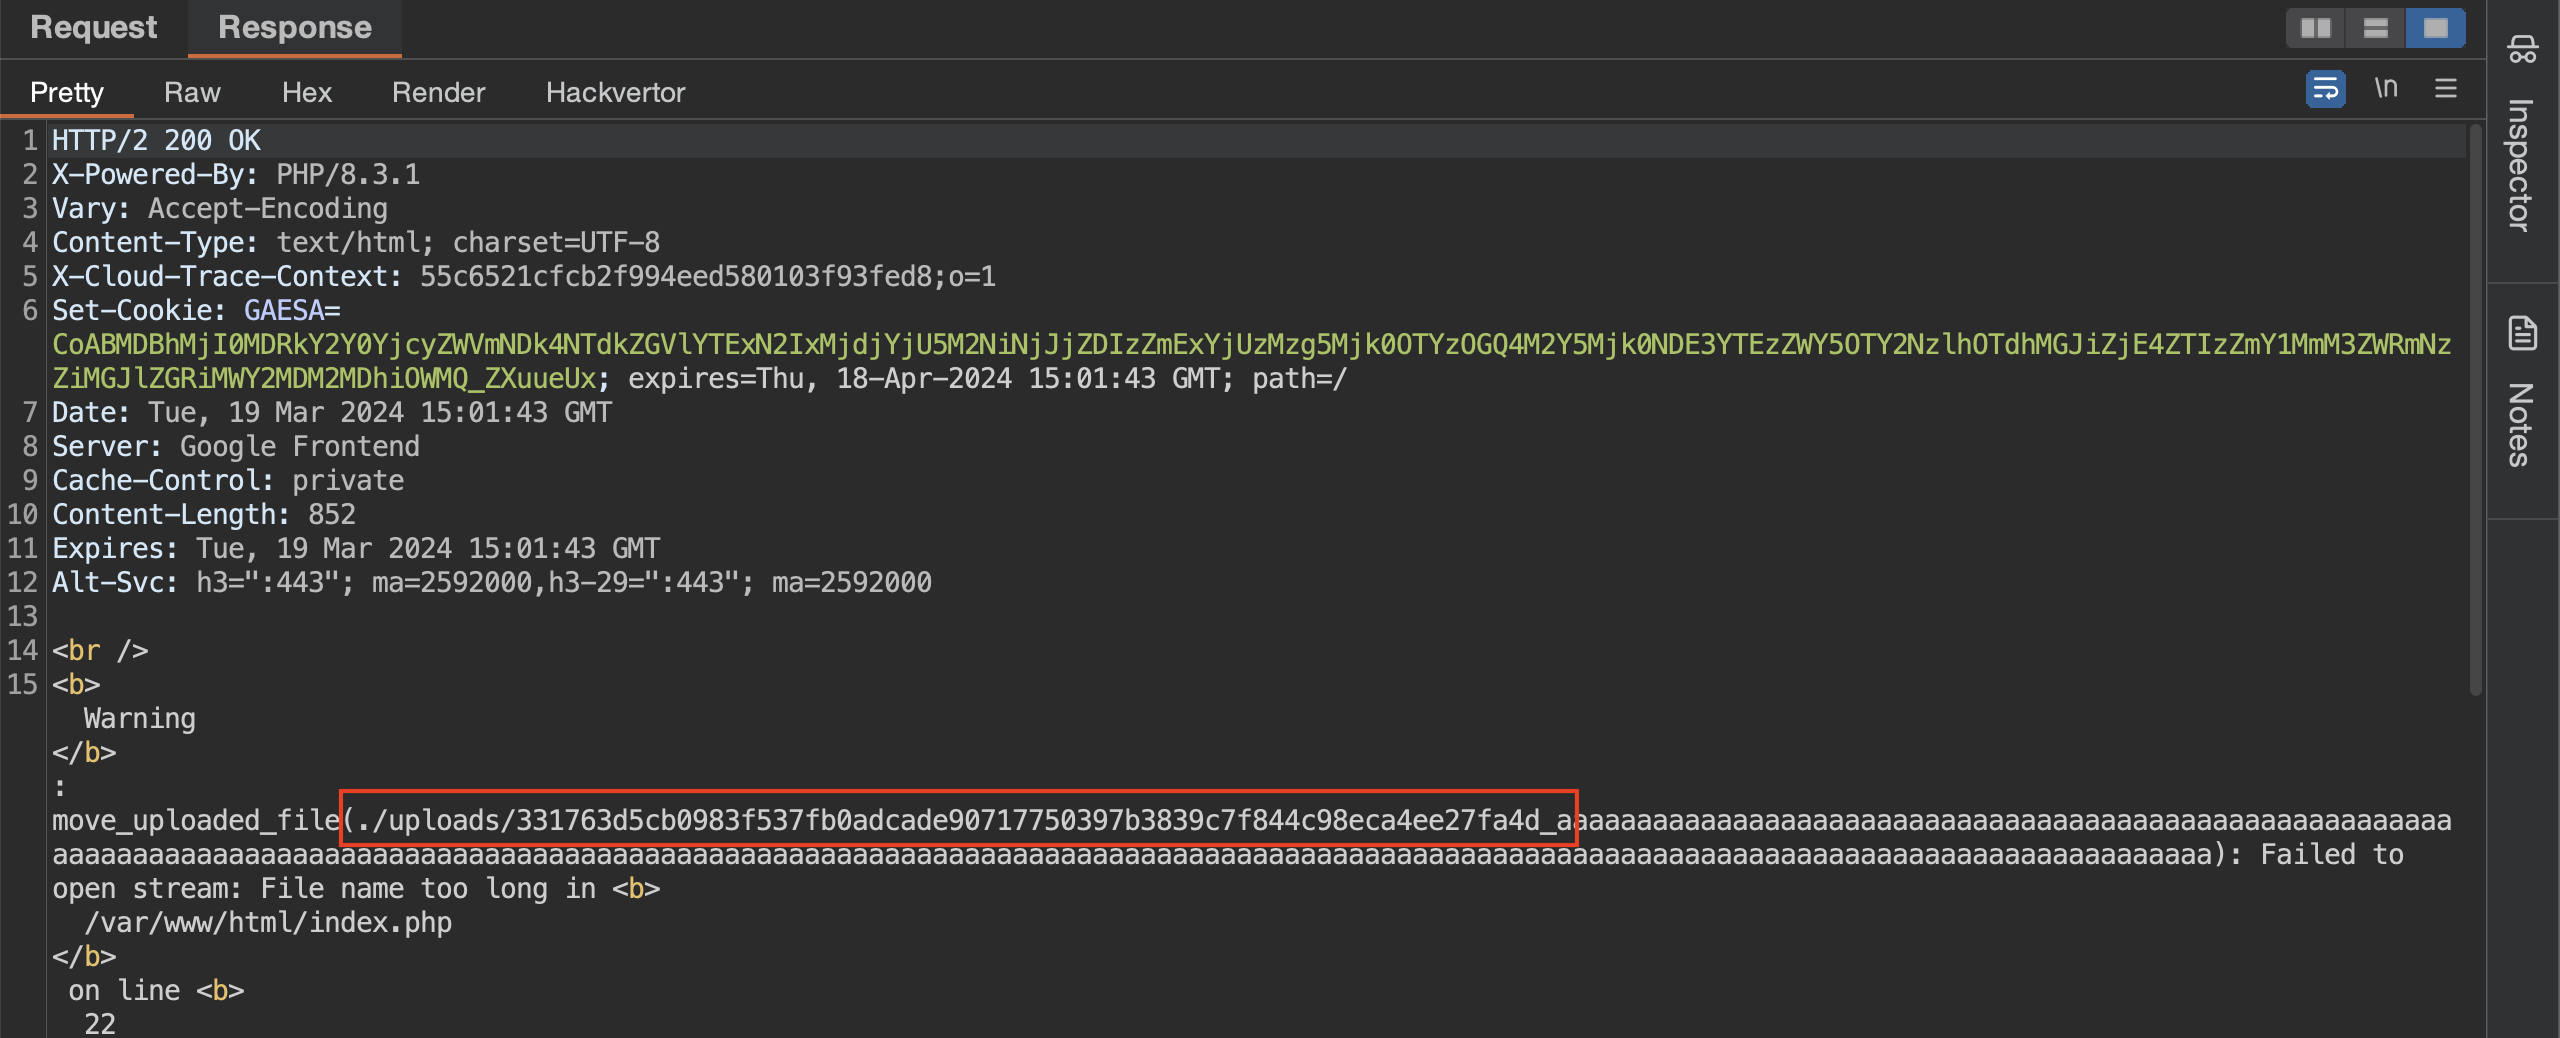 Request Response
Pretty Raw Hex Render Hackvertor \n
1 HTTP/2 200 OK
2 X-Powered-By: PHP/8.3.1
3 Vary: Accept-Encoding
4 Content-Type: text/html; charset=UTF-8
5 X-Cloud-Trace-Context: 55c6521cfcb2f994eed580103f93fed8;o=1
6 Set-Cookie: GAESA=
CoABMDBhMjI0MDRkY2Y0YjcyZWVmNDk4NTdkZGVlYTExN2IxMjdjYjU5M2NiNjJjZDIzZmExYjUzMzg5Mjk0OTYzOGQ4M2Y5Mjk0NDE3YTEzZWY5OTY2NzlhOTdhMGJiZjE4ZTIzZmY1MmM3ZWRmNz
ZiMGJlZGRiMWY2MDM2MDhiOWMQ_ZXuueUx; expires=Thu, 18-Apr-2024 15:01:43 GMT; path=/
7 Date: Tue, 19 Mar 2024 15:01:43 GMT
8 Server: Google Frontend
9 Cache-Control: private
10 Content-Length: 852
11 Expires: Tue, 19 Mar 2024 15:01:43 GMT
12 Alt-Svc: h3=":443"; ma=2592000,h3-29=":443"; ma=2592000
13
14 <br />
15 <b>
Warning
</b>
:
move_uploaded_file(./uploads/331763d5cb0983f537fb0adcade90717750397b3839c7f844c98eca4ee27fa4d_aaaaaaaaaaaaaaaaaaaaaaaaaaaaaaaaaaaaaaaaaaaaaaaaaaaaaaaa
aaaaaaaaaaaaaaaaaaaaaaaaaaaaaaaaaaaaaaaaaaaaaaaaaaaaaaaaaaaaaaaaaaaaaaaaaaaaaaaaaaaaaaaaaaaaaaaaaaaaaaaaaaaaaaaaaaaaaaaaaaaaaaaaaaaaaaa): Failed to
open stream: File name too long in <b>
/var/www/html/index.php
</b>
on line <b>
22
Inspector
Notes